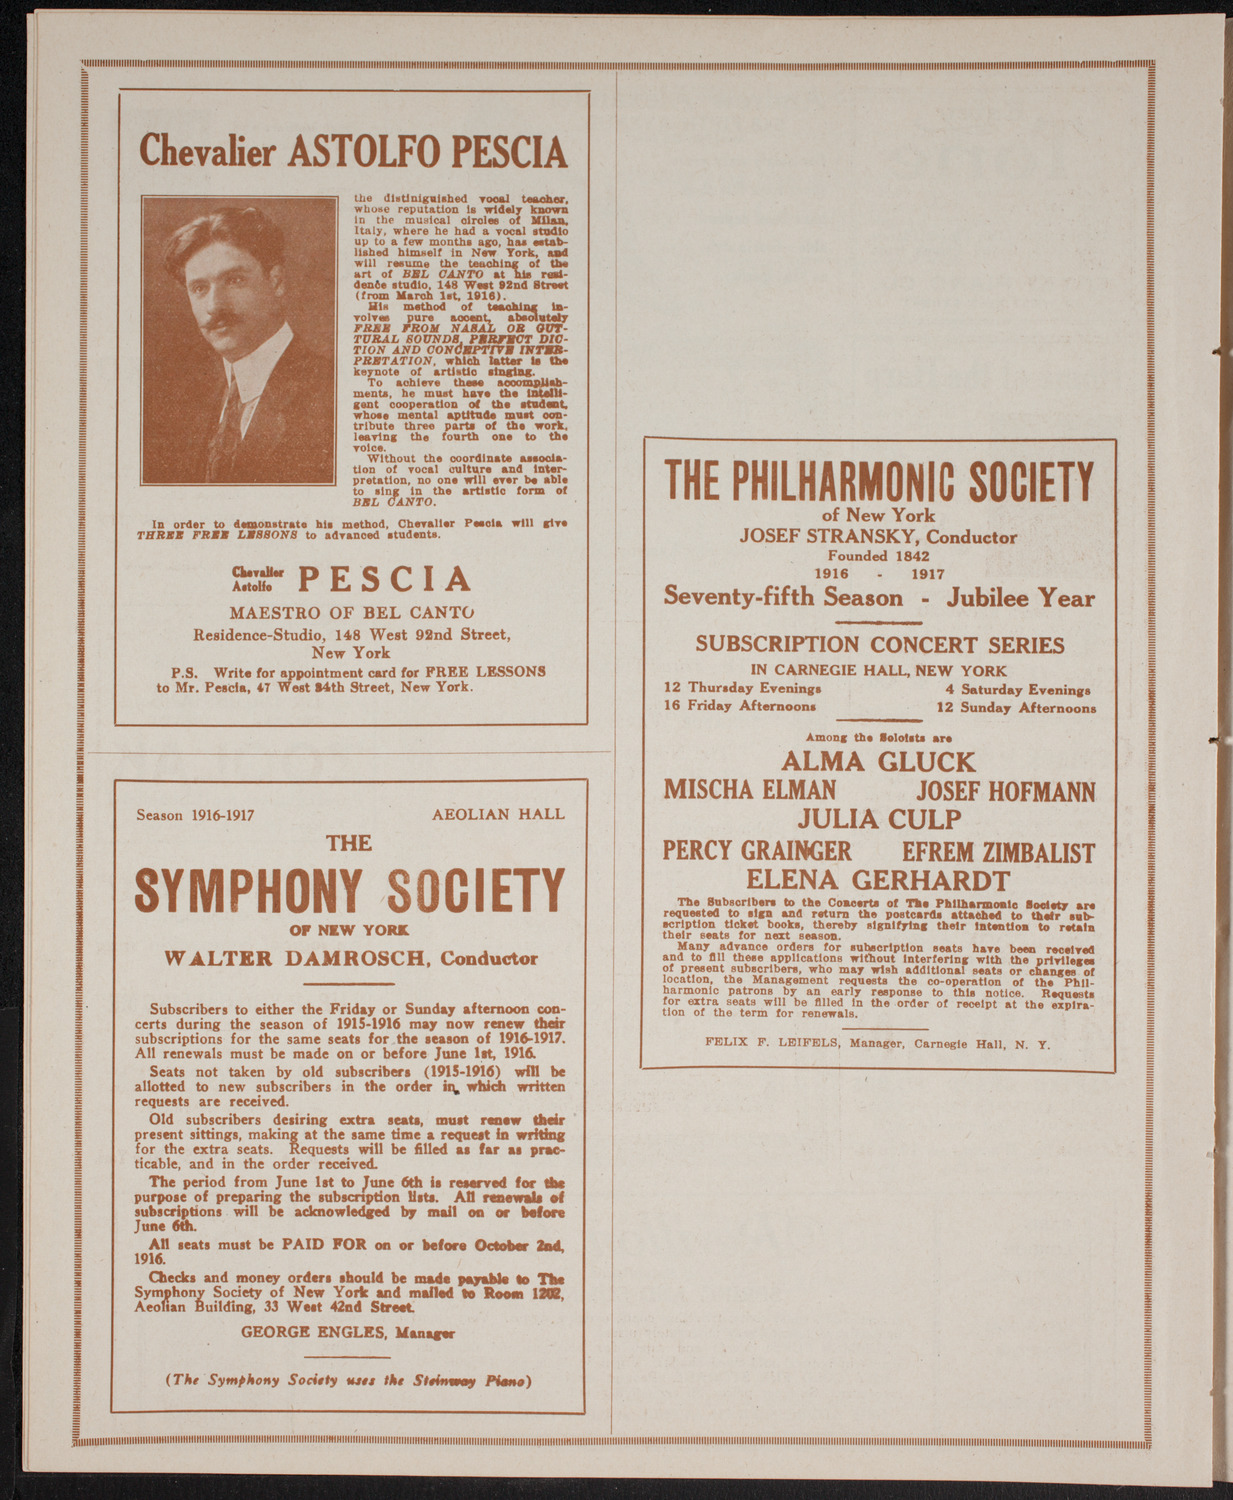 Chevalier ASTOLFO PESCIA
the distinguished vocal teacher,
whose reputation is widely known
in the musical circles of Milan,
Italy, where he had a vocal studio
up to a few months ago, has estab-
lished himself in New York, and
will resume the teaching of the
art of BEL CANTO at his resi-
dence studio, 148 West 92nd Street
(from March 1st, 1916).
His method of teaching in-
volves pure accent, absolutely
FREE FROM NASAL OR GUT-
TURAL SOUNDS, PERFECT DIC-
TION AND CONCEPTIVE INTER-
PRETATION, which latter is the
keynote of artistic singing.
To achieve these accomplish-
ments, he must have the intelli-
gent cooperation of the student,
whose mental aptitude must con-
tribute three parts of the work,
leaving the fourth one to the
voice.
Without the coordinate associa-
tion of vocal culture and inter-
pretation, no one will ever be able
to sing in the artistic form of
BEL CANTO.
In order to demonstrate his method, Chevalier Pescia will give
THREE FREE LESSONS to advanced students.
Chevalier
Astolfo PESCIA
MAESTRO OF BEL CANTO
Residence-Studio, 148 West 92nd Street,
New York
P.S. Write for appointment card for FREE LESSONS
to Mr. Pescia, 47 West 84th Street, New York.
Season 1916-1917 AEOLIAN HALL
THE
SYMPHONY SOCIETY
OF NEW YORK
WALTER DAMROSCH, Conductor
Subscribers to either the Friday or Sunday afternoon con-
certs during the season of 1915-1916 may now renew their
subscriptions for the same seats for the season of 1916-1917.
All renewals must be made on or before June 1st, 1916.
Seats not taken by old subscribers (1915-1916) will be
allotted to new subscribers in the order in which written
requests are received.
Old subscribers desiring extra seats, must renew their
present sittings, making at the same time a request in writing
for the extra seats. Requests will be filled as far as prac-
ticable, and in the order received.
The period from June 1st to June 6th is reserved for the
purpose of preparing the subscription lists. All renewals of
subscriptions will be acknowledged by mail on or before
June 6th.
All seats must be PAID FOR on or before October 2nd,
1916.
Checks and money orders should be made payable to The
Symphony Society of New York and mailed to Room 1202,
Aeolian Building, 33 West 42nd Street.
GEORGE ENGLES, Manager
(The Symphony Society uses the Steinway Piano)
THE PHILHARMONIC SOCIETY
of New York
JOSEF STRANSKY, Conductor
Founded 1842
1916 - 1917
Seventy-fifth Season - Jubilee Year
SUBSCRIPTION CONCERT SERIES
IN CARNEGIE HALL, NEW YORK
12 Thursday Evenings 4 Saturday Evenings
16 Friday Afternoons 12 Sunday Afternoons
Among the Soloists are
ALMA GLUCK
MISCHA ELMAN JOSEF HOFMANN
JULIA CULP
PERCY GRAINGER EFREM ZIMBALIST
ELENA GERHARDT
The Subscribers to the Concerts of The Philharmonic Society are
requested to sign and return the postcards attached to their sub-
scription ticket books, thereby signifying their intention to retain
their seats for next season.
Many advance orders for subscription seats have been received
and to fill these applications without interfering with the privileges
of present subscribers, who may wish additional seats or changes of
location, the Management requests the co-operation of the Phil-
harmonic patrons by an early response to this notice. Requests
for extra seats will be filled in the order of receipt at the expira-
tion of the term for renewals.
FELIX F. LEIFELS, Manager, Carnegie Hall, N. Y.